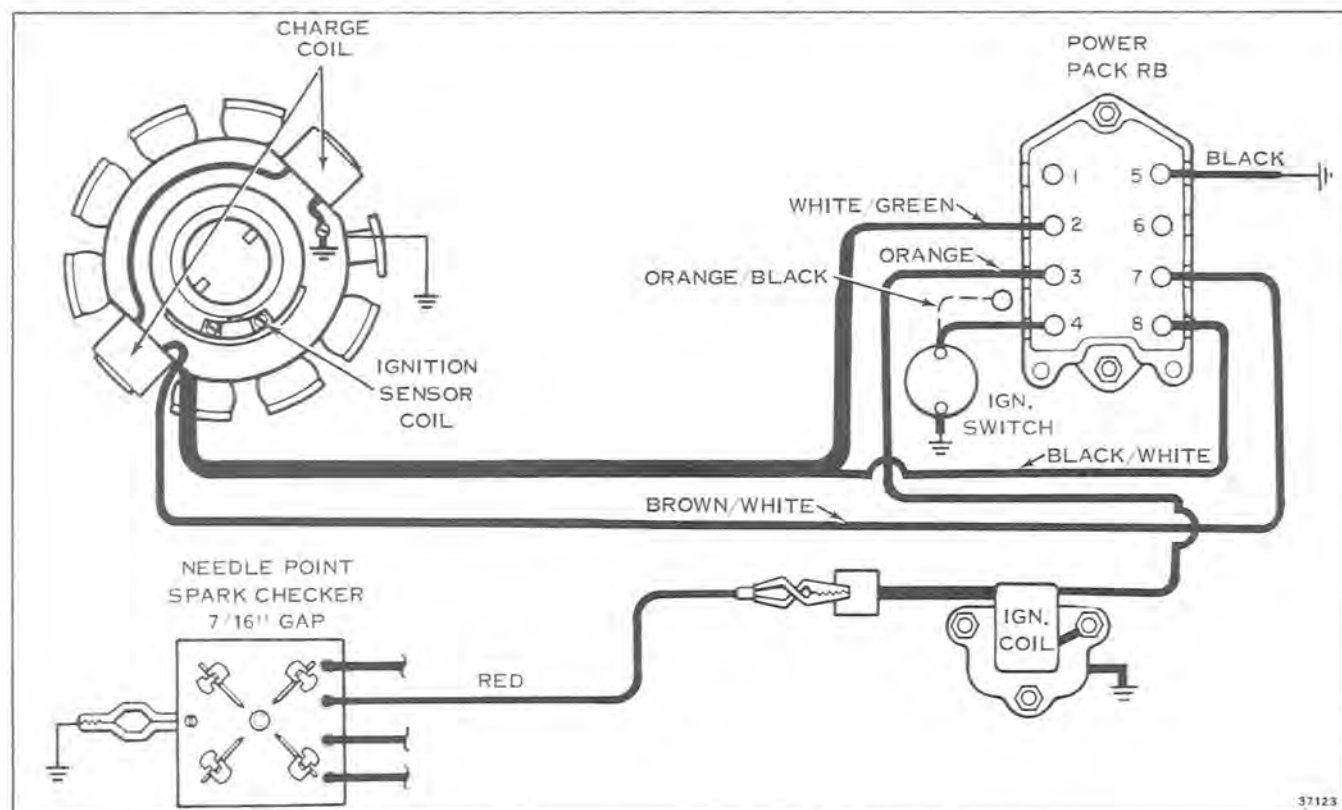 CHARGE
COIL
POWER
PACK RB
1
5
BLACK
WHITE/GREEN
2
6
ORANGE
3
7
ORANGE/BLACK
4
8
IGNITION
SENSOR
COIL
IGN.
SWITCH
BLACK/WHITE
BROWN/WHITE
NEEDLE POINT
SPARK CHECKER
7/16" GAP
IGN.
COIL
RED
37123